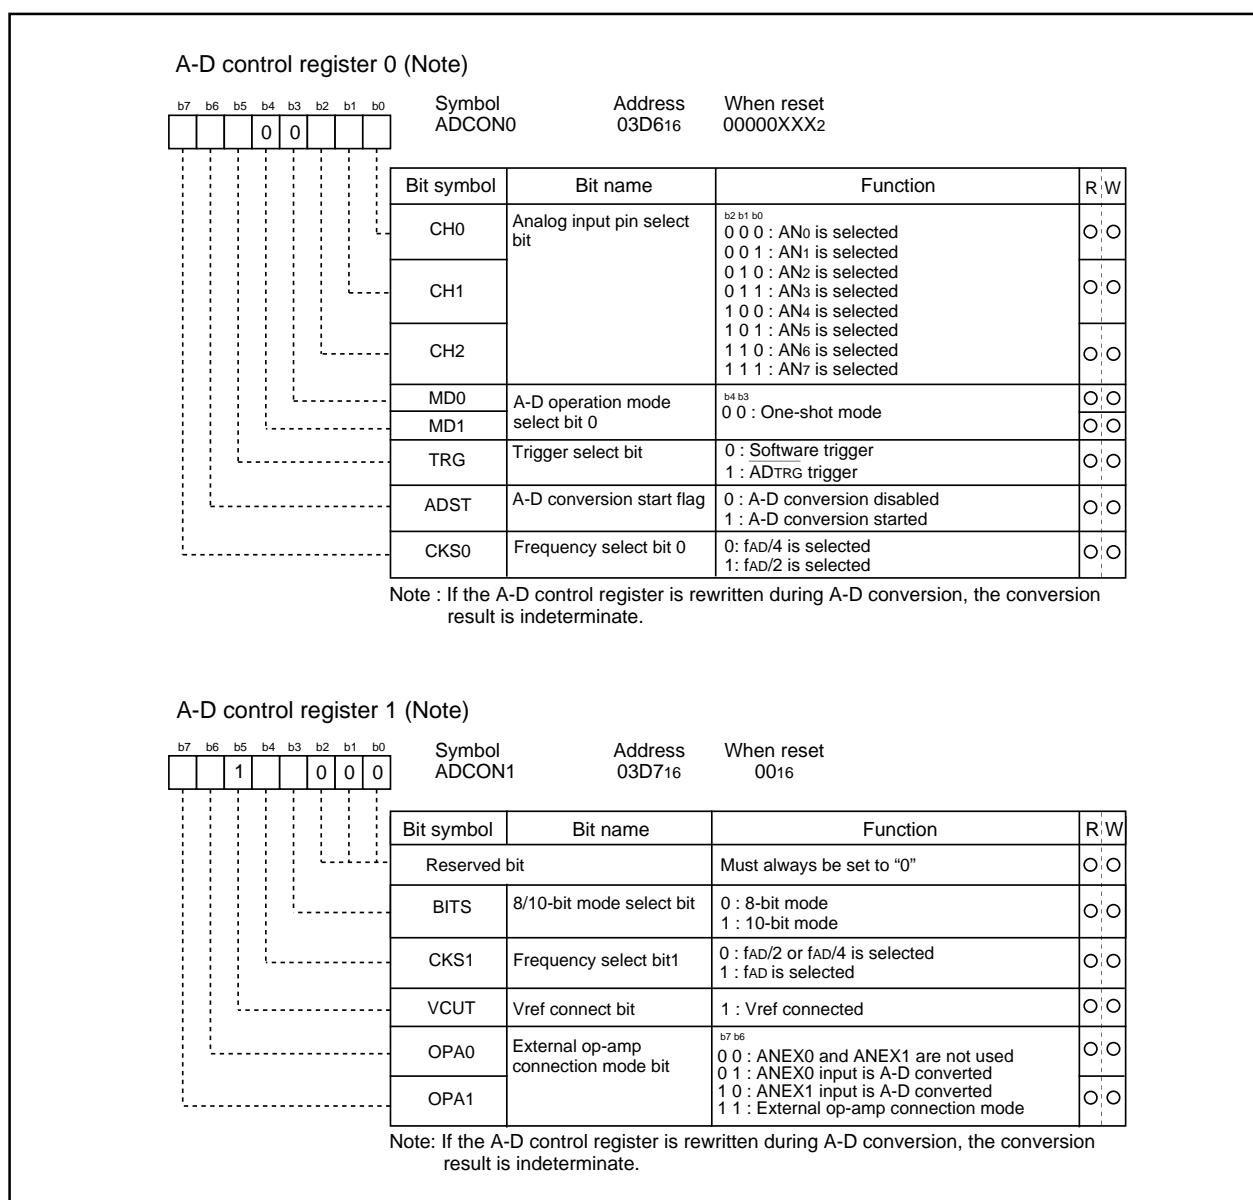 A-D control register 0 (Note)
b7 b6 b5 b4 b3 b2 b1 b0
Symbol Address When reset
ADCON0 03D616 00000XXX2
0 0
Bit symbol Bit name Function R W
CH0 Analog input pin select bit
b2 b1 b0
0 0 0 : AN0 is selected
0 0 1 : AN1 is selected
CH1
0 1 0 : AN2 is selected
0 1 1 : AN3 is selected
1 0 0 : AN4 is selected
CH2
1 0 1 : AN5 is selected
1 1 0 : AN6 is selected
1 1 1 : AN7 is selected
MD0 A-D operation mode select bit 0
b4 b3
0 0 : One-shot mode
MD1
TRG Trigger select bit 0 : Software trigger
1 : ADTRG trigger
ADST A-D conversion start flag 0 : A-D conversion disabled
1 : A-D conversion started
CKS0 Frequency select bit 0 0: fAD/4 is selected
1: fAD/2 is selected
Note : If the A-D control register is rewritten during A-D conversion, the conversion
result is indeterminate.
A-D control register 1 (Note)
b7 b6 b5 b4 b3 b2 b1 b0
Symbol Address When reset
ADCON1 03D716 0016
1 0 0 0
Bit symbol Bit name Function R W
Reserved bit Must always be set to “0”
BITS 8/10-bit mode select bit 0 : 8-bit mode
1 : 10-bit mode
CKS1 Frequency select bit1 0 : fAD/2 or fAD/4 is selected
1 : fAD is selected
VCUT Vref connect bit 1 : Vref connected
OPA0 External op-amp connection mode bit
b7 b6
0 0 : ANEX0 and ANEX1 are not used
0 1 : ANEX0 input is A-D converted
OPA1
1 0 : ANEX1 input is A-D converted
1 1 : External op-amp connection mode
Note: If the A-D control register is rewritten during A-D conversion, the conversion
result is indeterminate.